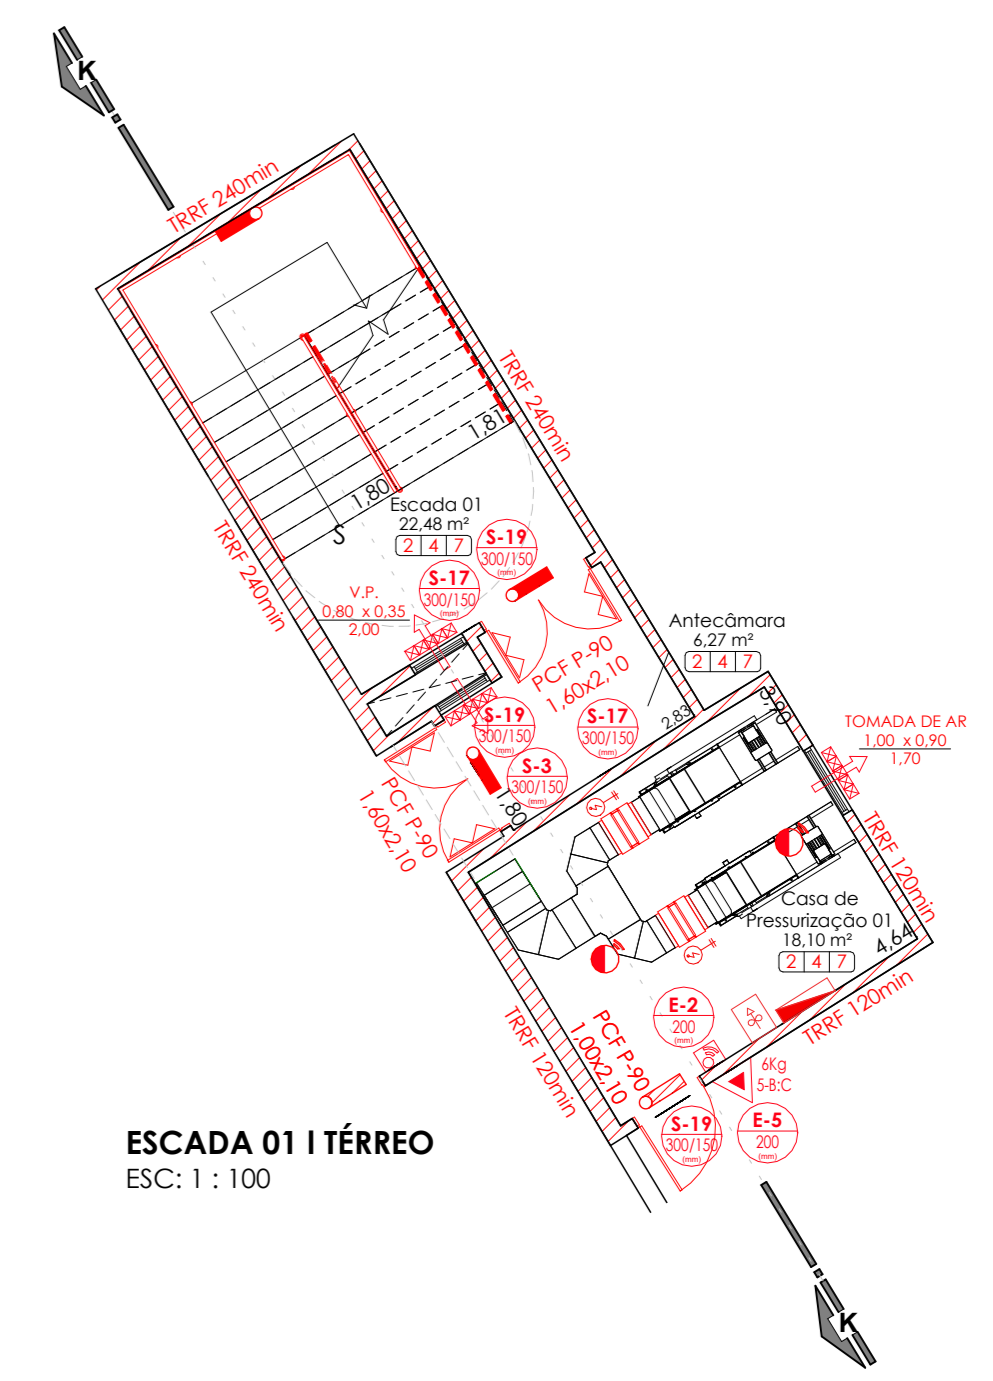 K
TRRF 240min
TRRF 240min
1,81
1,80
Escada 01
22,48 m²
2 4 7
S
TRRF 240min
S-19
300/150
(mm)
S-17
300/150
(mm)
V.P.
0,80 x 0,35
2,00
PCF P-90
1,60x2,10
Antecâmara
6,27 m²
2 4 7
2,83
3,90
S-19
300/150
(mm)
S-17
300/150
(mm)
TOMADA DE AR
1,00 x 0,90
1,70
S-3
300/150
(mm)
1,80
PCF P-90
1,60x2,10
TRRF 120min
Casa de
Pressurização 01
18,10 m²
2 4 7
4,64
TRRF 120min
E-2
200
(mm)
PCF P-90
1,00x2,10
TRRF 120min
6Kg
5-B:C
S-19
300/150
(mm)
E-5
200
(mm)
ESCADA 01 I TÉRREO
ESC: 1 : 100
K